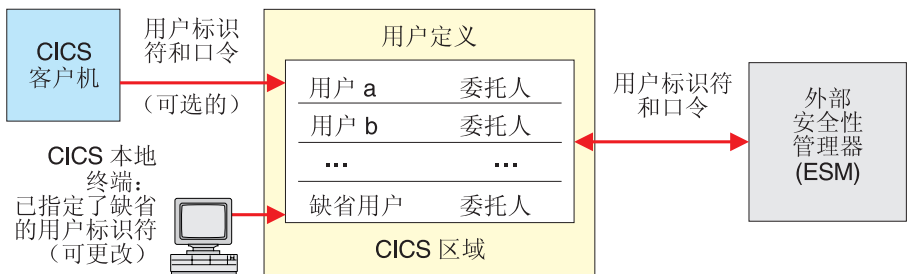 CICS
客户机
用户标识
符和口令
（可选的）
CICS 本地
终端：
已指定了缺省
的用户标识符
（可更改）
用户定义
用户 a 委托人
用户 b 委托人
... ...
缺省用户 委托人
CICS 区域
用户标识符
和口令
外部
安全性
管理器
(ESM)